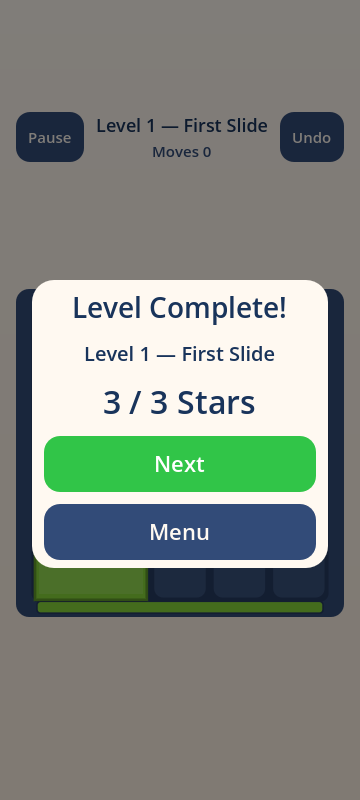 Pause
Level 1 — First Slide
Moves 0
Undo
Level Complete!
Level 1 — First Slide
3 / 3 Stars
Next
Menu